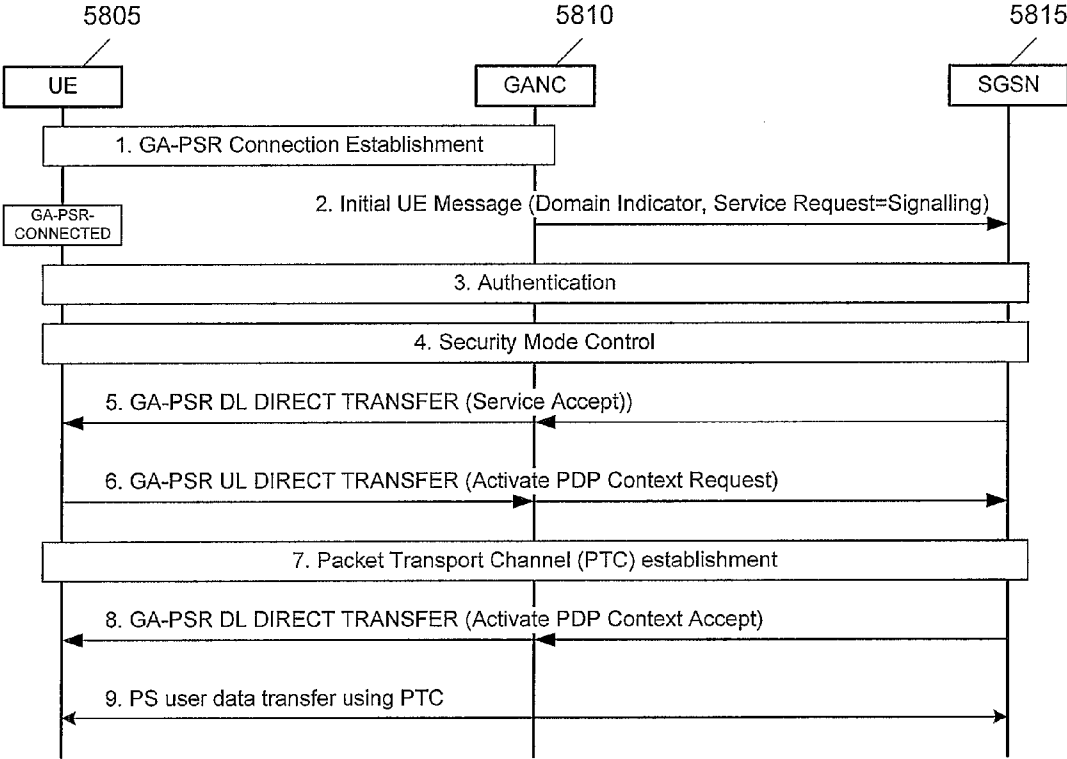 5805
5810
5815
UE
GANC
SGSN
1. GA-PSR Connection Establishment
2. Initial UE Message (Domain Indicator, Service Request=Signalling)
GA-PSR-
CONNECTED
3. Authentication
4. Security Mode Control
5. GA-PSR DL DIRECT TRANSFER (Service Accept))
6. GA-PSR UL DIRECT TRANSFER (Activate PDP Context Request)
7. Packet Transport Channel (PTC) establishment
8. GA-PSR DL DIRECT TRANSFER (Activate PDP Context Accept)
9. PS user data transfer using PTC